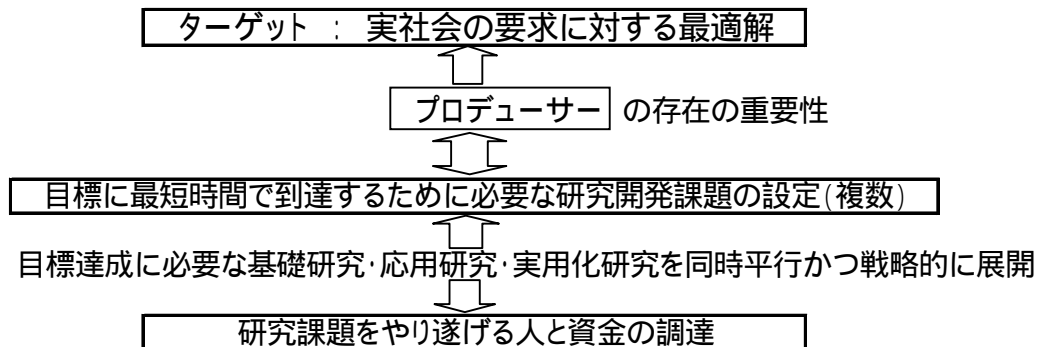 ターゲット : 実社会の要求に対する最適解
プロデューサー の存在の重要性
目標に最短時間で到達するために必要な研究開発課題の設定(複数)
目標達成に必要な基礎研究･応用研究･実用化研究を同時平行かつ戦略的に展開
研究課題をやり遂げる人と資金の調達